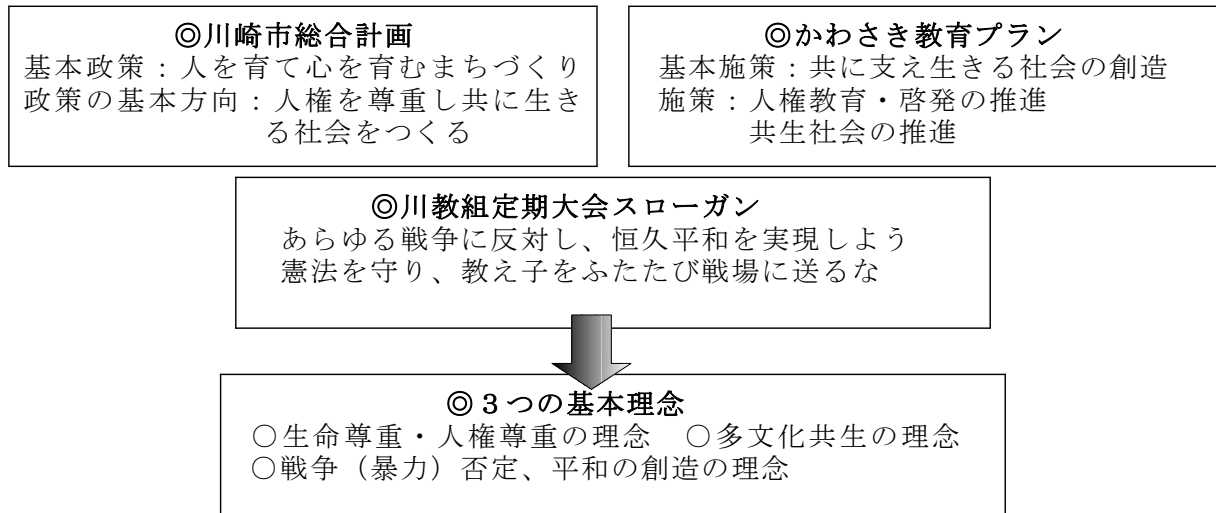 ◎川崎市総合計画
基本政策：人を育て心を育むまちづくり
政策の基本方向：人権を尊重し共に生き
る社会をつくる
◎かわさき教育プラン
基本施策：共に支え生きる社会の創造
施策：人権教育・啓発の推進
共生社会の推進
◎川教組定期大会スローガン
あらゆる戦争に反対し、恒久平和を実現しよう
憲法を守り、教え子をふたたび戦場に送るな
◎３つの基本理念
○生命尊重・人権尊重の理念　○多文化共生の理念
○戦争（暴力）否定、平和の創造の理念